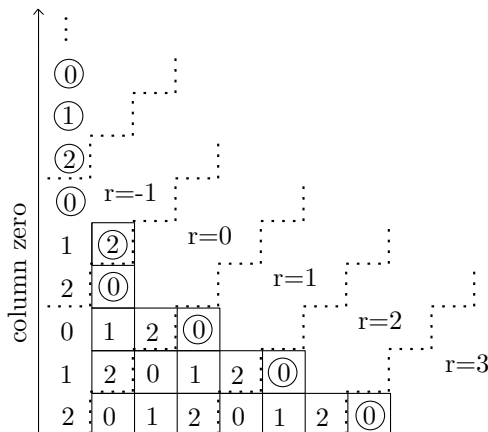 ⋮
0
1
2
0 r=-1
1 2 r=0
2 0 r=1
0 1 2 0 r=2
1 2 0 1 2 0 r=3
2 0 1 2 0 1 2 0
column zero